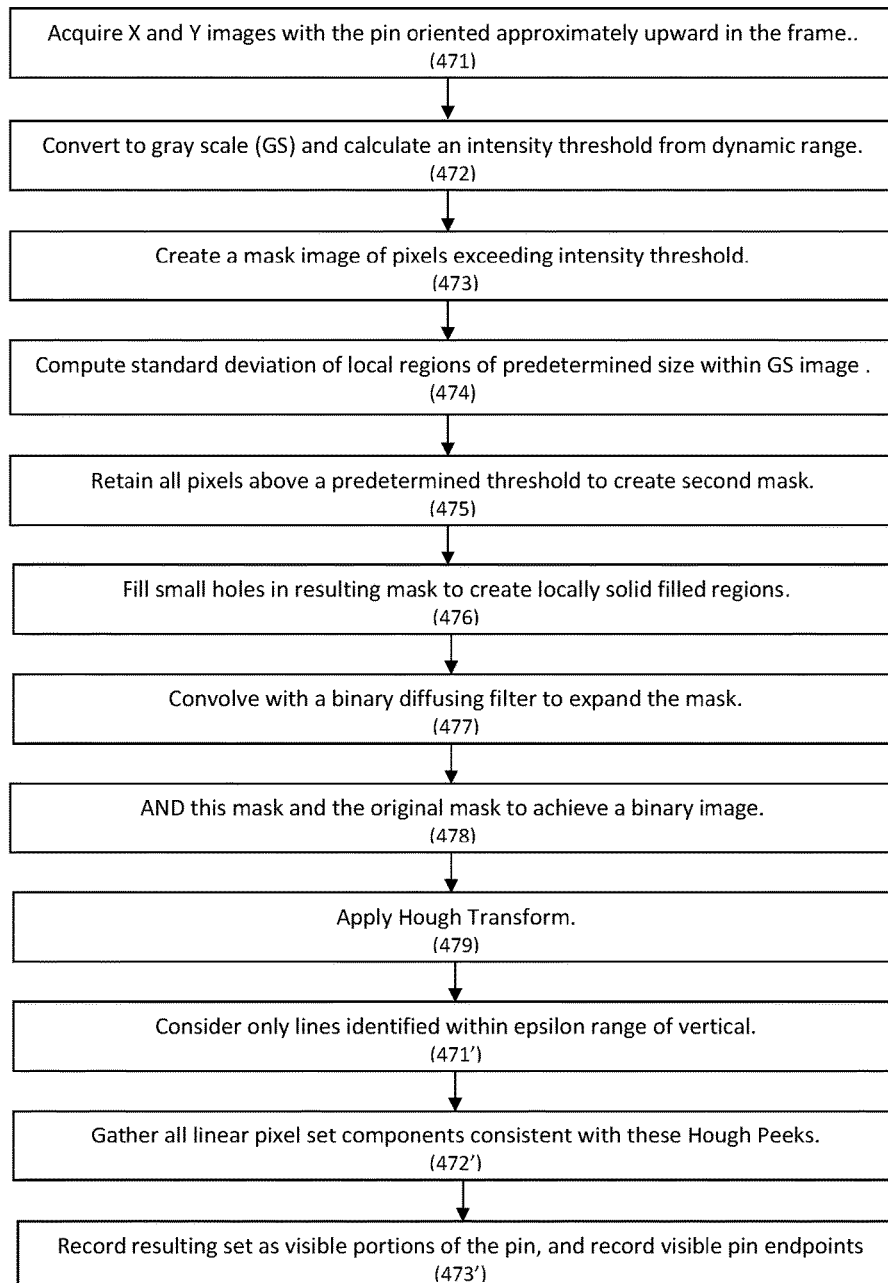 Acquire X and Y images with the pin oriented approximately upward in the frame..
(471)
Convert to gray scale (GS) and calculate an intensity threshold from dynamic range.
(472)
Create a mask image of pixels exceeding intensity threshold.
(473)
Compute standard deviation of local regions of predetermined size within GS image .
(474)
Retain all pixels above a predetermined threshold to create second mask.
(475)
Fill small holes in resulting mask to create locally solid filled regions.
(476)
Convolve with a binary diffusing filter to expand the mask.
(477)
AND this mask and the original mask to achieve a binary image.
(478)
Apply Hough Transform.
(479)
Consider only lines identified within epsilon range of vertical.
(471’)
Gather all linear pixel set components consistent with these Hough Peeks.
(472’)
Record resulting set as visible portions of the pin, and record visible pin endpoints
(473’)